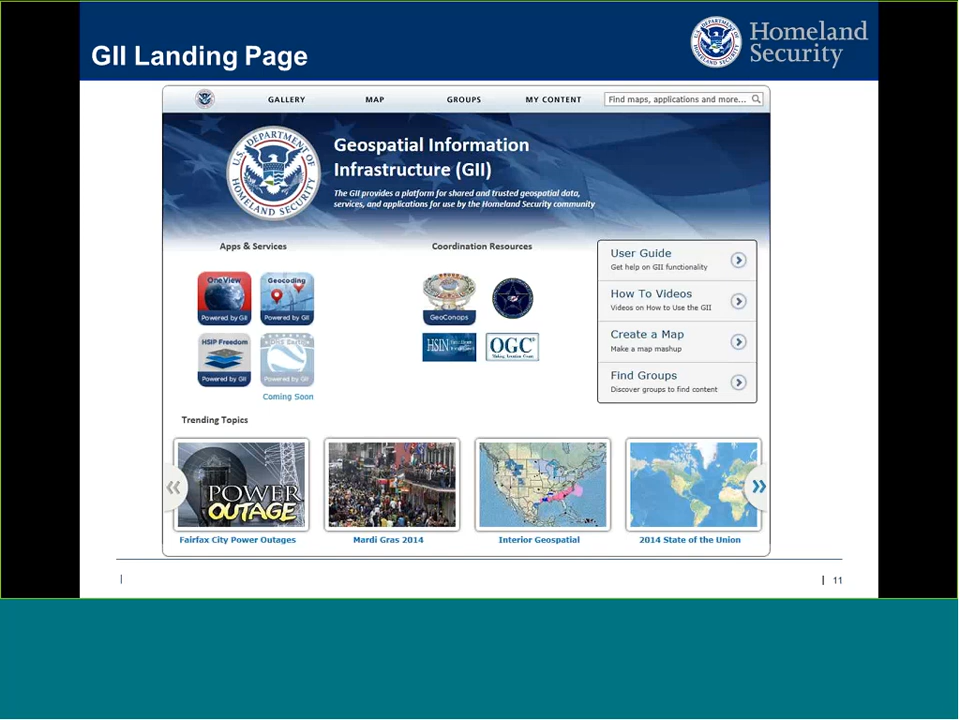 GII Landing Page
Homeland
Security
GALLERY MAP GROUPS MY CONTENT Find maps, applications and more...
U.S. DEPARTMENT OF HOMELAND SECURITY
Geospatial Information
Infrastructure (GII)
The GII provides a platform for shared and trusted geospatial data,
services, and applications for use by the Homeland Security community
Apps & Services
OneView
Powered by GII
Geocoding
Powered by GII
HSIP Freedom
Powered by GII
Powered by GII
Coming Soon
Coordination Resources
GeoConops
HSIN
OGC
User Guide
Get help on GII functionality
How To Videos
Videos on How to Use the GII
Create a Map
Make a map mashup
Find Groups
Discover groups to find content
Trending Topics
POWER
OUTAGE
Fairfax City Power Outages
Mardi Gras 2014
Interior Geospatial
2014 State of the Union
11